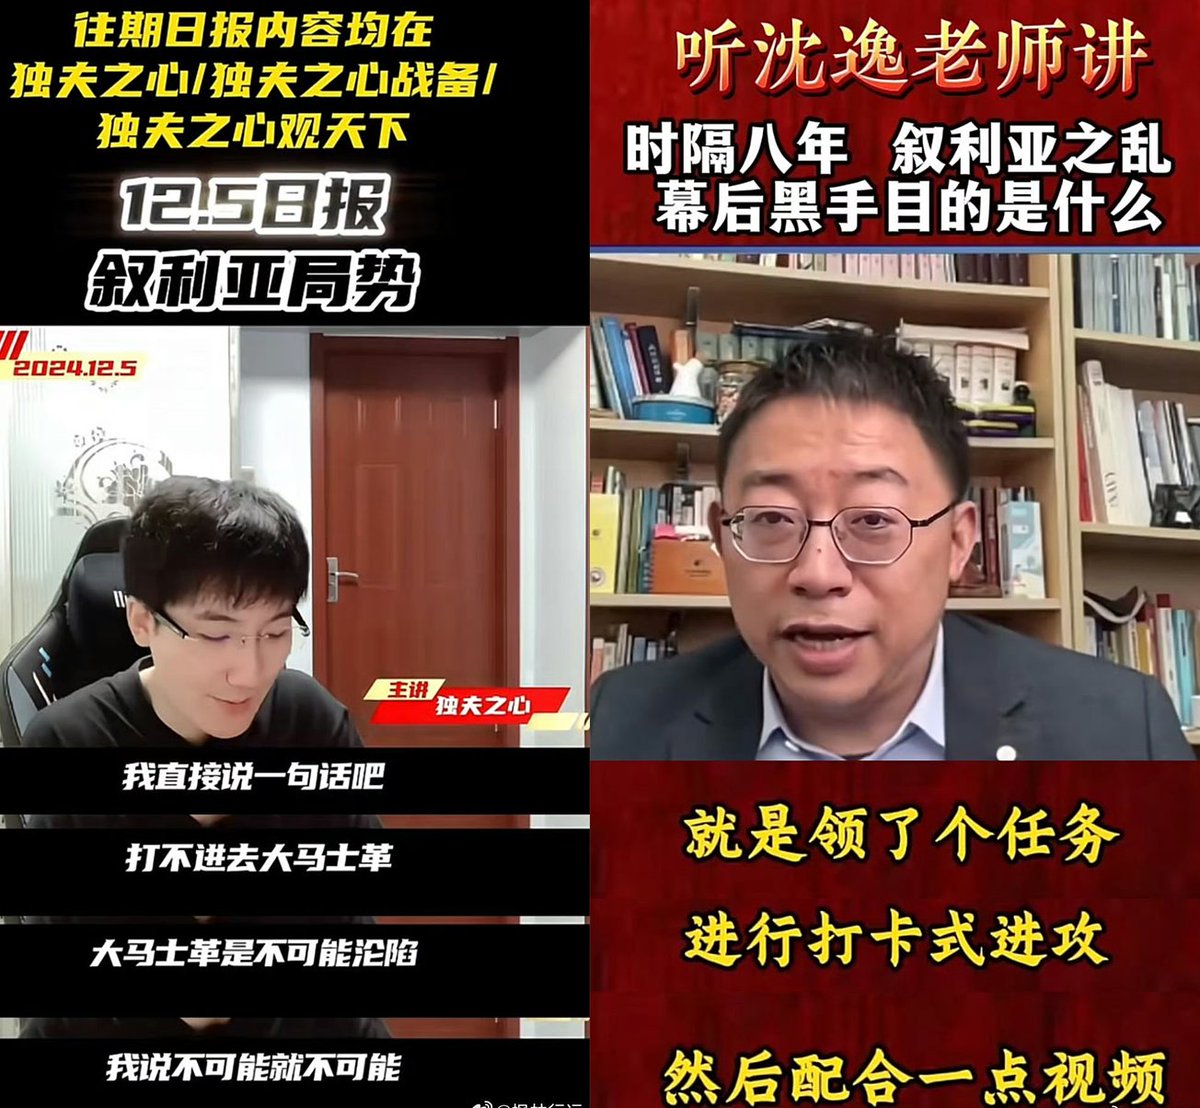 往期日报内容均在
独夫之心/独夫之心战备/
独夫之心观天下
12.5日报
叙利亚局势
2024.12.5
主讲
独夫之心
我直接说一句话吧
打不进去大马士革
大马士革是不可能沦陷
我说不可能就不可能
听沈逸老师讲
时隔八年 叙利亚之乱
幕后黑手目的是什么
就是领了个任务
进行打卡式进攻
然后配合一点视频